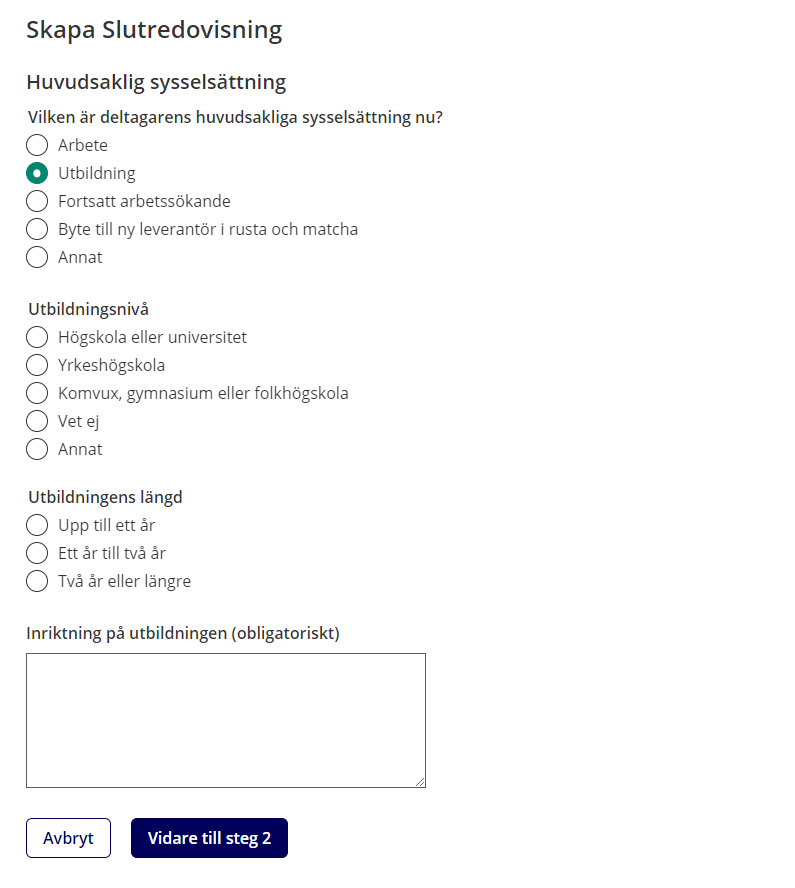 Skapa Slutredovisning
Huvudsaklig sysselsättning
Vilken är deltagarens huvudsakliga sysselsättning nu?
Arbete
Utbildning
Fortsatt arbetssökande
Byte till ny leverantör i rusta och matcha
Annat
Utbildningsnivå
Högskola eller universitet
Yrkeshögskola
Komvux, gymnasium eller folkhögskola
Vet ej
Annat
Utbildningens längd
Upp till ett år
Ett år till två år
Två år eller längre
Inriktning på utbildningen (obligatoriskt)
Avbryt
Vidare till steg 2